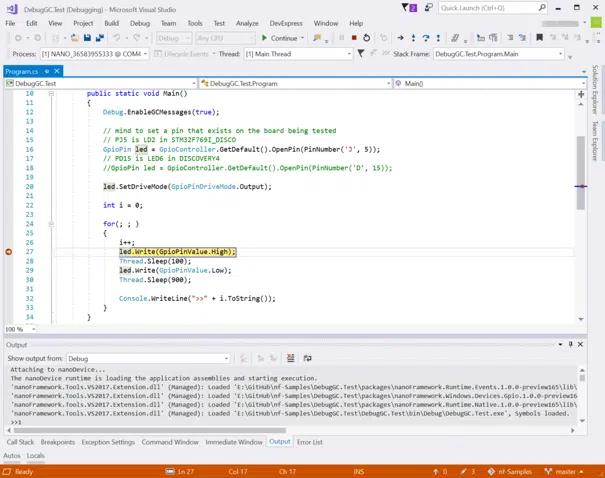 DebugGC.Test (Debugging) - Microsoft Visual Studio
2
Quick Launch (Ctrl+Q)
File Edit View Project Build Debug Team Tools Test Analyze DevExpress Window Help
Debug Any CPU Continue
Process: [1] NANO_36583955333 @ COM4 Lifecycle Events Thread: [1] Main Thread Stack Frame: DebugGC.Test.Program.Main
Program.cs
DebugGC.Test DebugGC.Test.Program Main()
10 public static void Main()
11 {
12 Debug.EnableGCMessages(true);
13
14 // mind to set a pin that exists on the board being tested
15 // PJ5 is LD2 in STM32F769I_DISCO
16 GpioPin led = GpioController.GetDefault().OpenPin(PinNumber('J', 5));
17 // PD15 is LED6 in DISCOVERY4
18 //GpioPin led = GpioController.GetDefault().OpenPin(PinNumber('D', 15));
19
20 led.SetDriveMode(GpioPinDriveMode.Output);
21
22 int i = 0;
23
24 for(; ; )
25 {
26 i++;
27 led.Write(GpioPinValue.High);
28 Thread.Sleep(100);
29 led.Write(GpioPinValue.Low);
30 Thread.Sleep(900);
31
32 Console.WriteLine(">>" + i.ToString());
33 }
34 }
100 %
Solution Explorer
Team Explorer
Output
Show output from: Debug
Attaching to nanoDevice...
The nanoDevice runtime is loading the application assemblies and starting execution.
'nanoFramework.Tools.VS2017.Extension.dll' (Managed): Loaded 'E:\GitHub\nf-Samples\DebugGC.Test\packages\nanoFramework.Runtime.Events.1.0.0-preview165\lib\
'nanoFramework.Tools.VS2017.Extension.dll' (Managed): Loaded 'E:\GitHub\nf-Samples\DebugGC.Test\packages\nanoFramework.Windows.Devices.Gpio.1.0.0-preview16
'nanoFramework.Tools.VS2017.Extension.dll' (Managed): Loaded 'E:\GitHub\nf-Samples\DebugGC.Test\packages\nanoFramework.Runtime.Native.1.0.0-preview165\lib\
'nanoFramework.Tools.VS2017.Extension.dll' (Managed): Loaded 'E:\GitHub\nf-Samples\DebugGC.Test\DebugGC.Test\bin\Debug\DebugGC.Test.exe', Symbols loaded.
>>1
Call Stack Breakpoints Exception Settings Command Window Immediate Window Output Error List
Autos Locals
Ready Ln 27 Col 17 Ch 17 INS 0 3 nf-Samples master